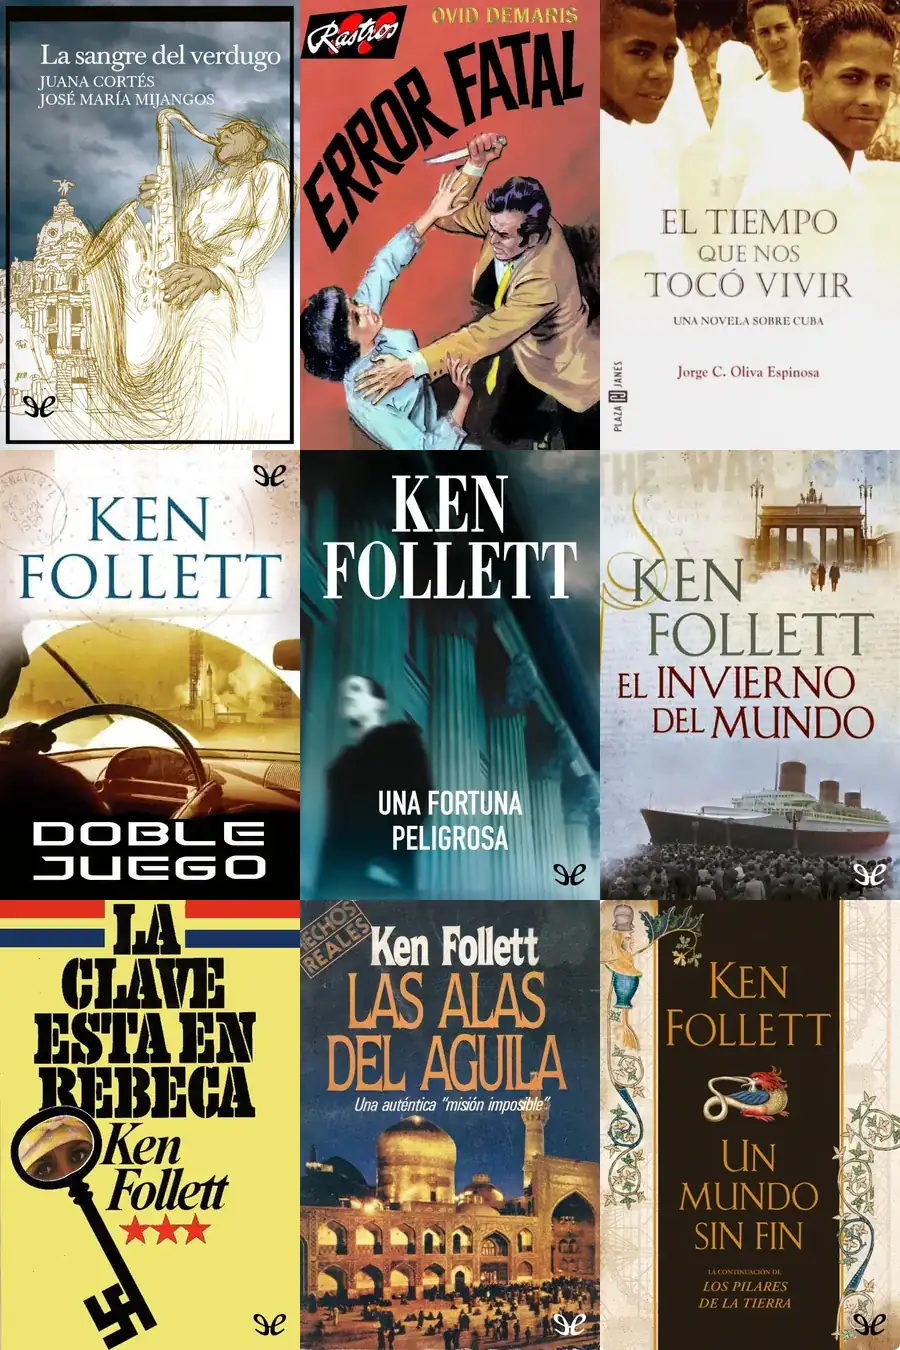 La sangre del verdugo
JUANA CORTÉS
JOSÉ MARÍA MIJANGOS
Rastros
OVID DEMARIS
ERROR FATAL
EL TIEMPO
QUE NOS
TOCÓ VIVIR
UNA NOVELA SOBRE CUBA
Jorge C. Oliva Espinosa
PLAZA JANÉS
KEN
FOLLETT
DOBLE
JUEGO
KEN
FOLLETT
UNA FORTUNA
PELIGROSA
THE WAR IS
KEN
FOLLETT
EL INVIERNO
DEL MUNDO
LA
CLAVE
ESTA EN
REBECA
Ken
Follett
HECHOS
REALES
Ken Follett
LAS ALAS
DEL AGUILA
Una auténtica "misión imposible"
KEN
FOLLETT
UN
MUNDO
SIN FIN
LA CONTINUACIÓN DE
LOS PILARES
DE LA TIERRA